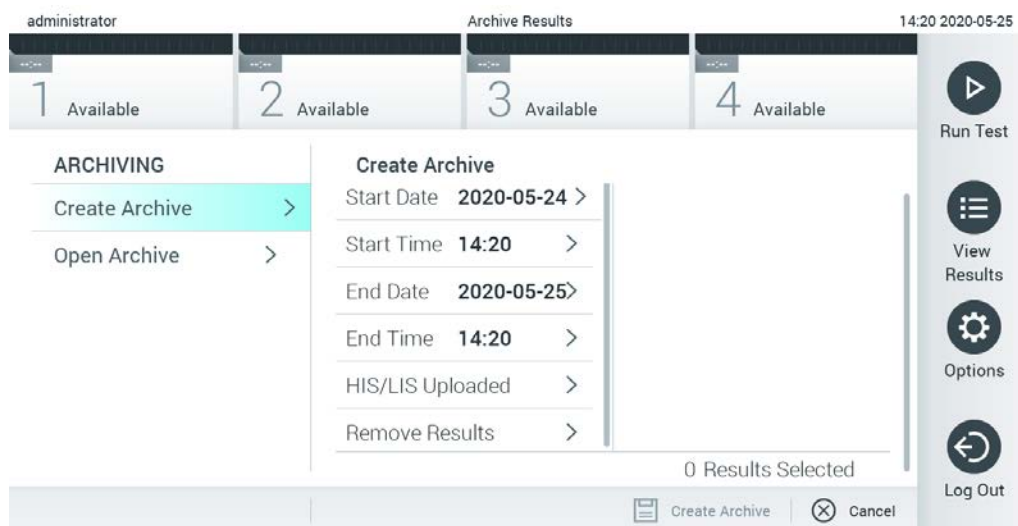 administrator Archive Results 14:20 2020-05-25
--:-- --:-- --:-- --:--
1 Available 2 Available 3 Available 4 Available
Run Test
ARCHIVING
Create Archive
Open Archive
Create Archive
Start Date 2020-05-24
Start Time 14:20
End Date 2020-05-25
End Time 14:20
HIS/LIS Uploaded
Remove Results
0 Results Selected
View
Results
Options
Log Out
Create Archive Cancel